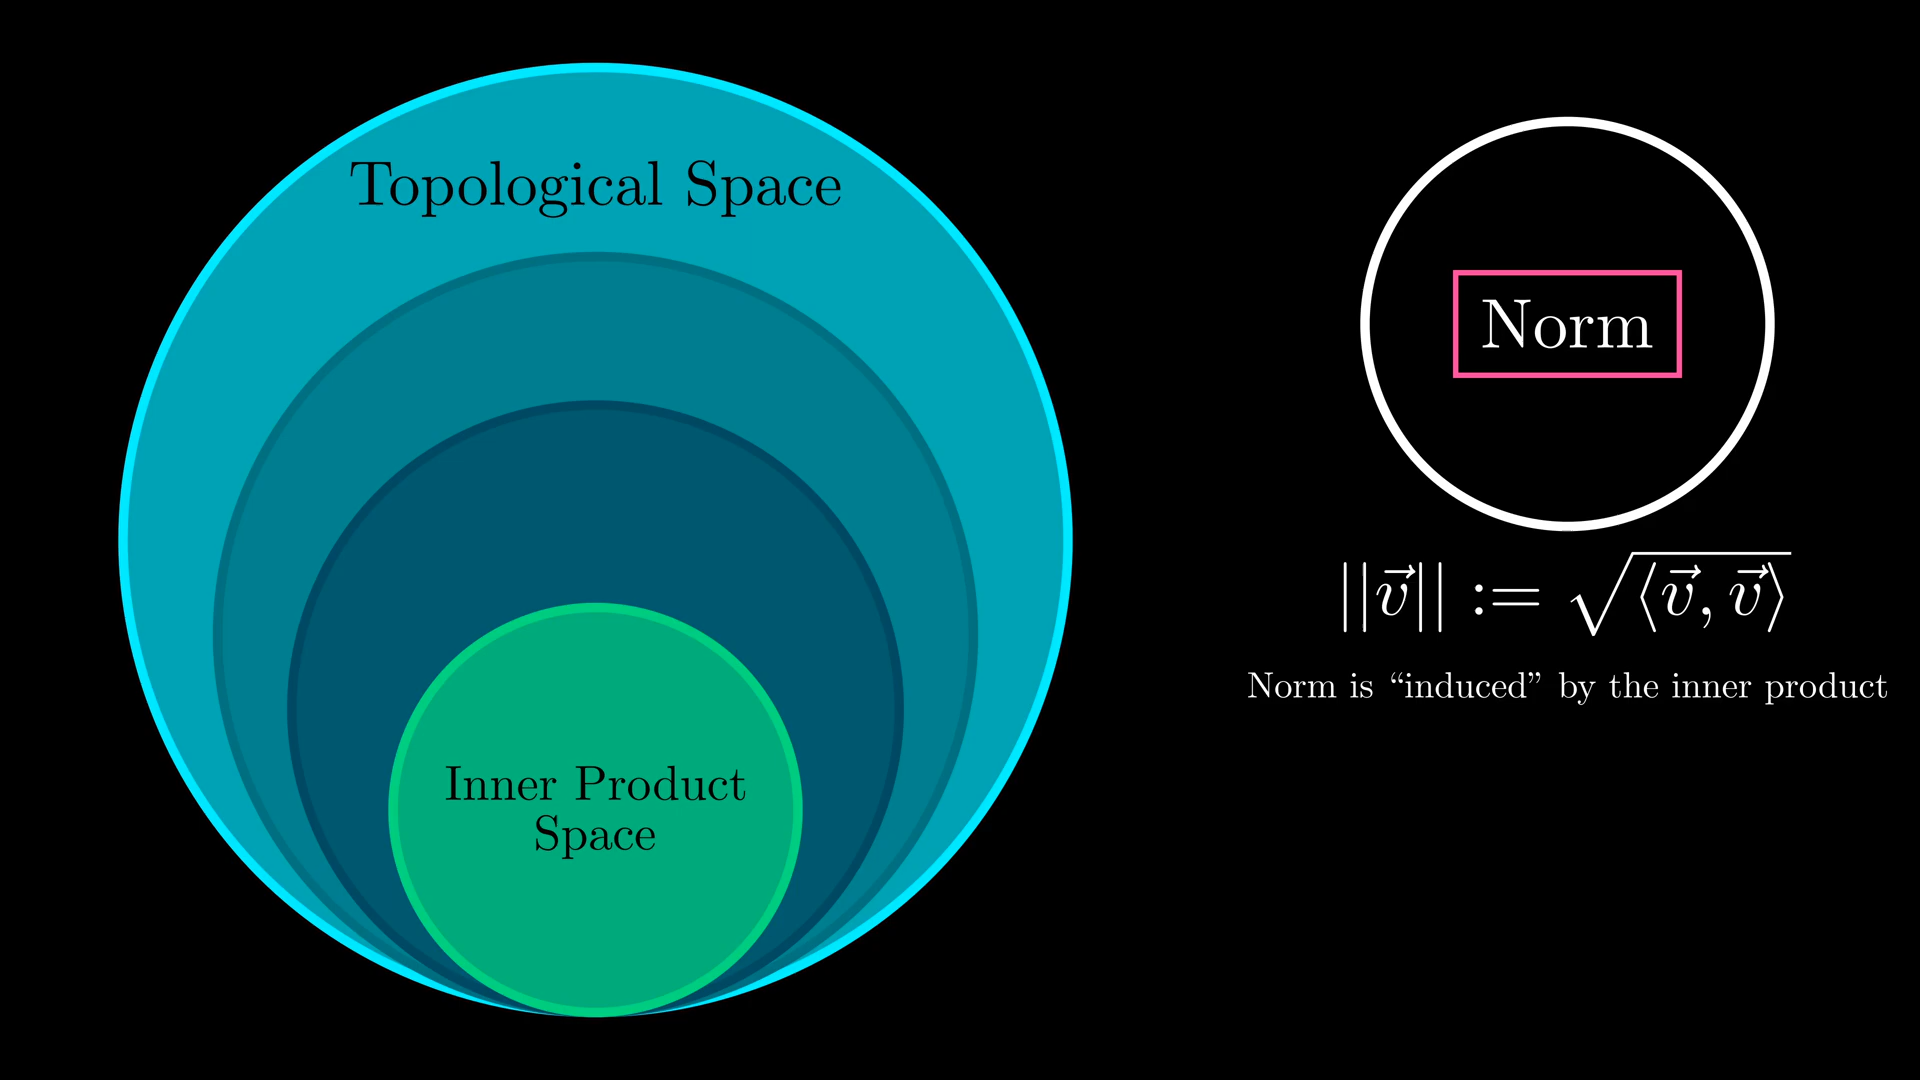 Topological Space
Inner Product
Space
Norm
||v⃗|| := √⟨v⃗, v⃗⟩
Norm is “induced” by the inner product